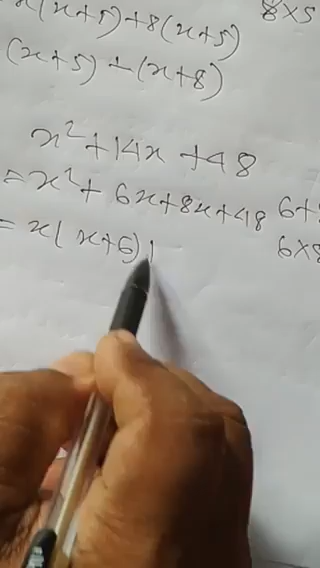 x(x+5)+8(x+5) 8×5
(x+5)+(x+8)
x²+14x+48
=x²+6x+8x+48 6+8
=x(x+6) 6×8